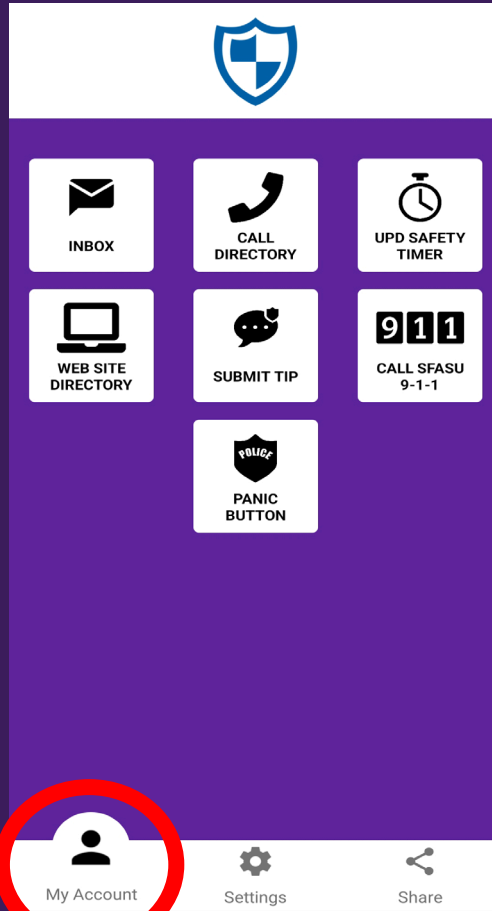 INBOX
CALL
DIRECTORY
UPD SAFETY
TIMER
WEB SITE
DIRECTORY
SUBMIT TIP
911
CALL SFASU
9-1-1
POLICE
PANIC
BUTTON
My Account
Settings
Share